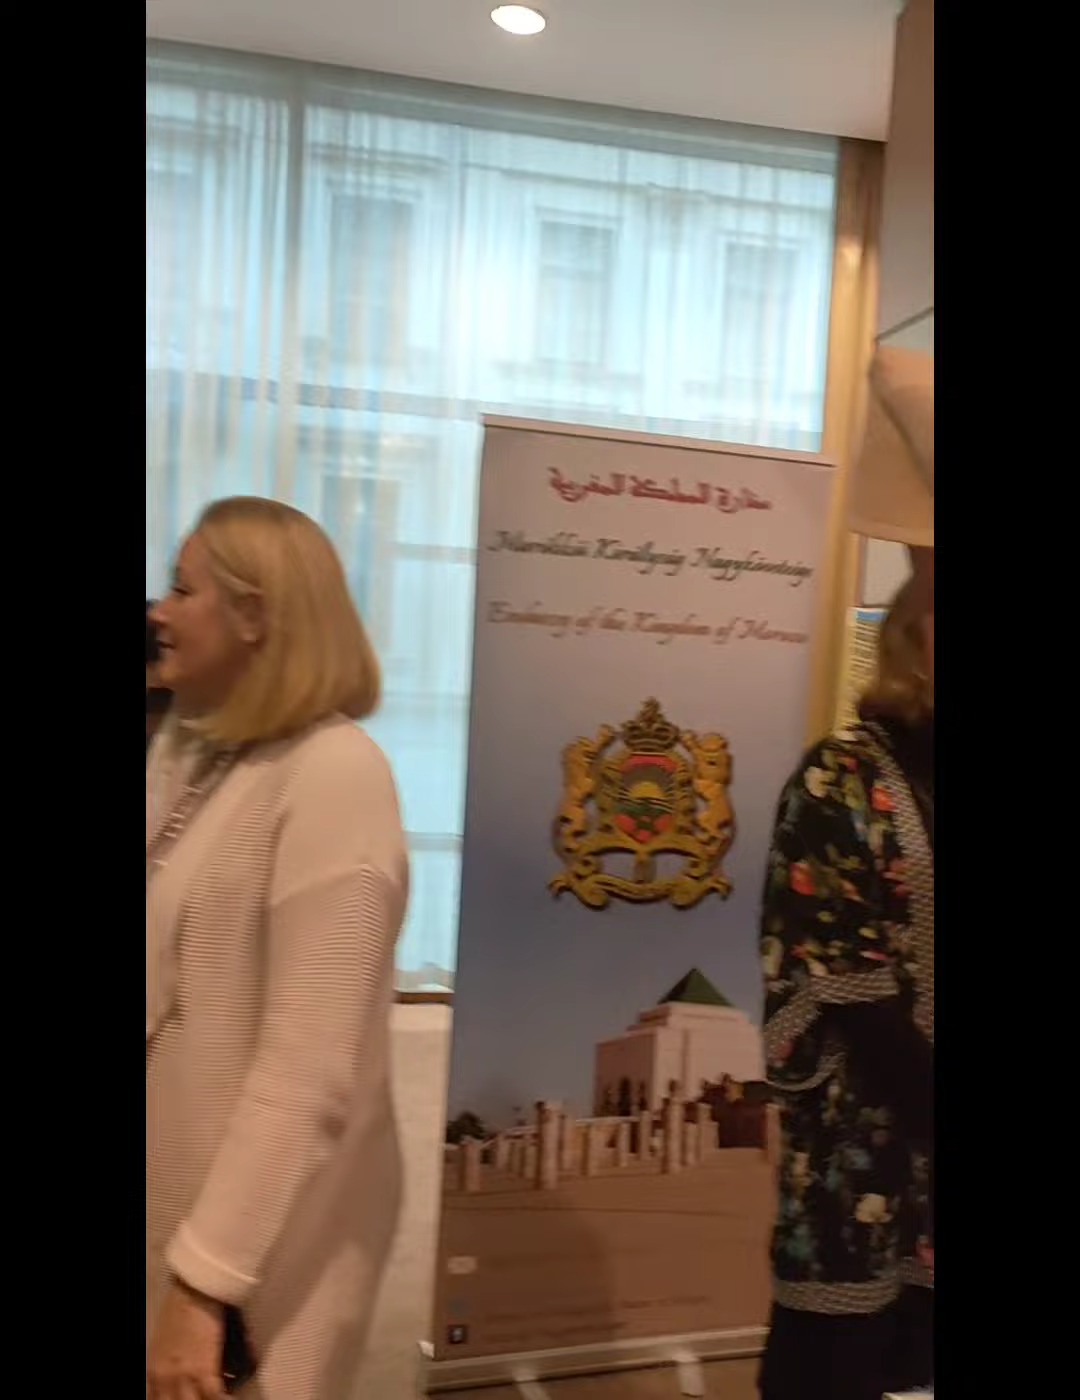 سفارة المملكة المغربية
Marokkói Királyság Nagykövetsége
Embassy of the Kingdom of Morocco